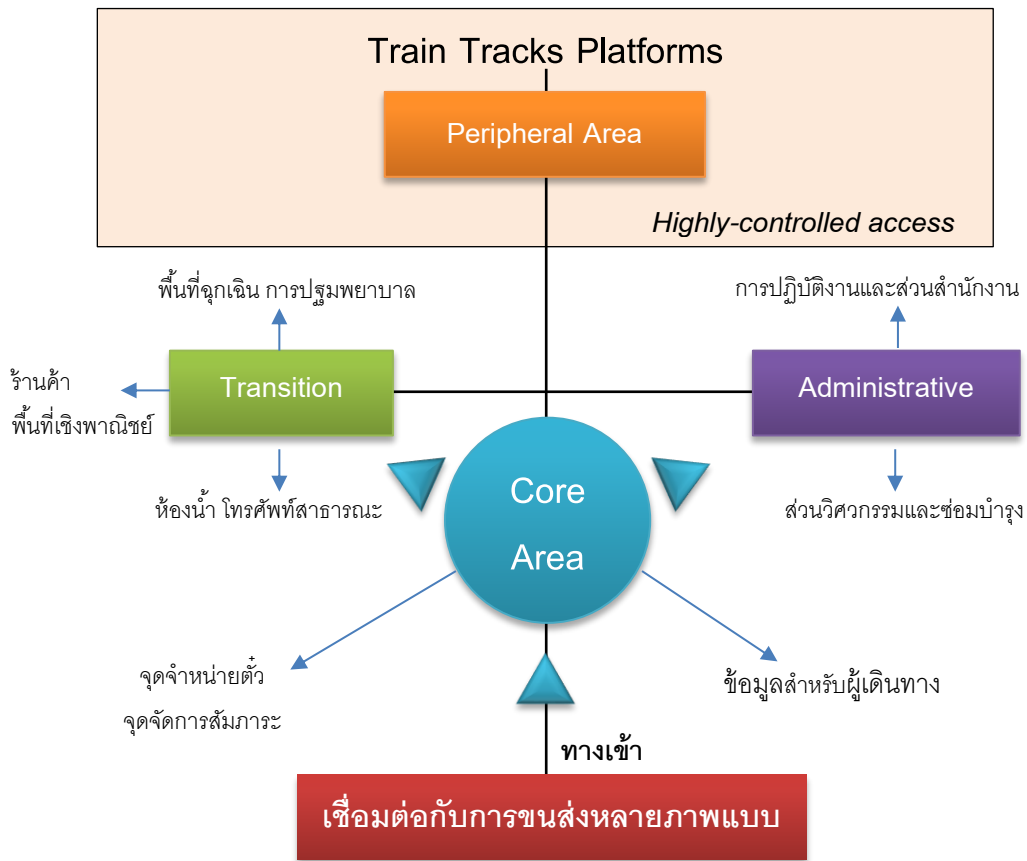 Train Tracks Platforms
Peripheral Area
Highly-controlled access
พื้นที่ฉุกเฉิน การปฐมพยาบาล
การปฏิบัติงานและส่วนสำนักงาน
ร้านค้า
พื้นที่เชิงพาณิชย์
Transition
Administrative
ห้องน้ำ โทรศัพท์สาธารณะ
ส่วนวิศวกรรมและซ่อมบำรุง
Core
Area
จุดจำหน่ายตั๋ว
จุดจัดการสัมภาระ
ข้อมูลสำหรับผู้เดินทาง
ทางเข้า
เชื่อมต่อกับการขนส่งหลายภาพแบบ